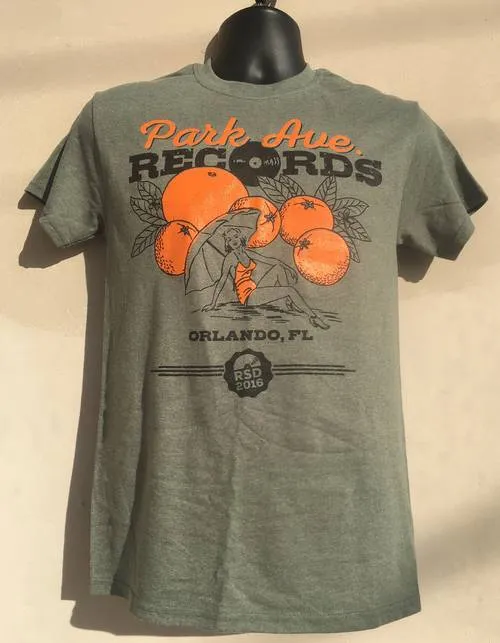 Park Ave.
RECORDS
ORLANDO, FL
RSD
2016